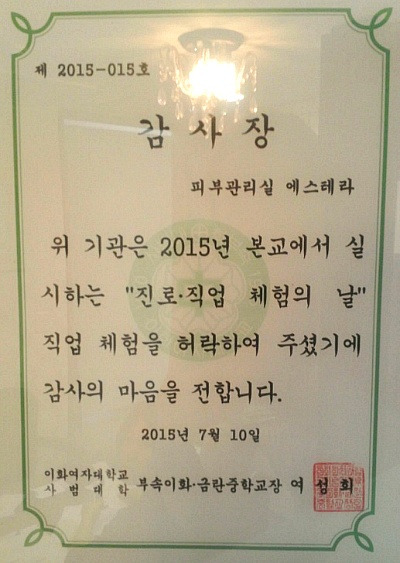 제 2015-015호
감 사 장
피부관리실 에스테라
위 기관은 2015년 본교에서 실
시하는 "진로·직업 체험의 날"
직업 체험을 허락하여 주셨기에
감사의 마음을 전합니다.
2015년 7월 10일
이화여자대학교
사 범 대 학
부속이화·금란중학교장 여 섬 희